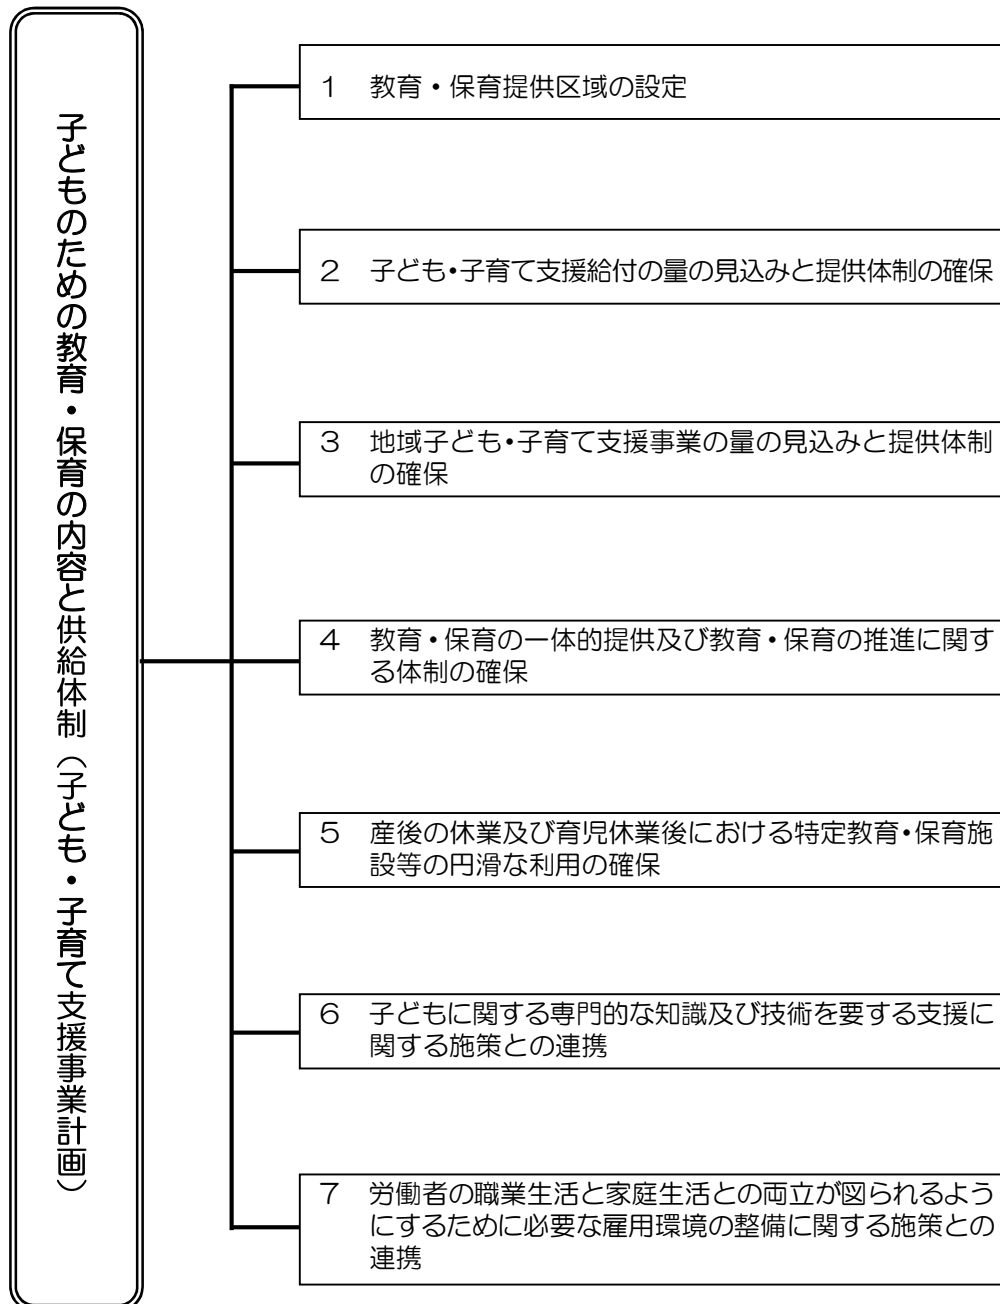 子どものための教育・保育の内容と供給体制（子ども・子育て支援事業計画）
1　教育・保育提供区域の設定
2　子ども・子育て支援給付の量の見込みと提供体制の確保
3　地域子ども・子育て支援事業の量の見込みと提供体制
の確保
4　教育・保育の一体的提供及び教育・保育の推進に関す
る体制の確保
5　産後の休業及び育児休業後における特定教育・保育施
設等の円滑な利用の確保
6　子どもに関する専門的な知識及び技術を要する支援に
関する施策との連携
7　労働者の職業生活と家庭生活との両立が図られるよう
にするために必要な雇用環境の整備に関する施策との
連携